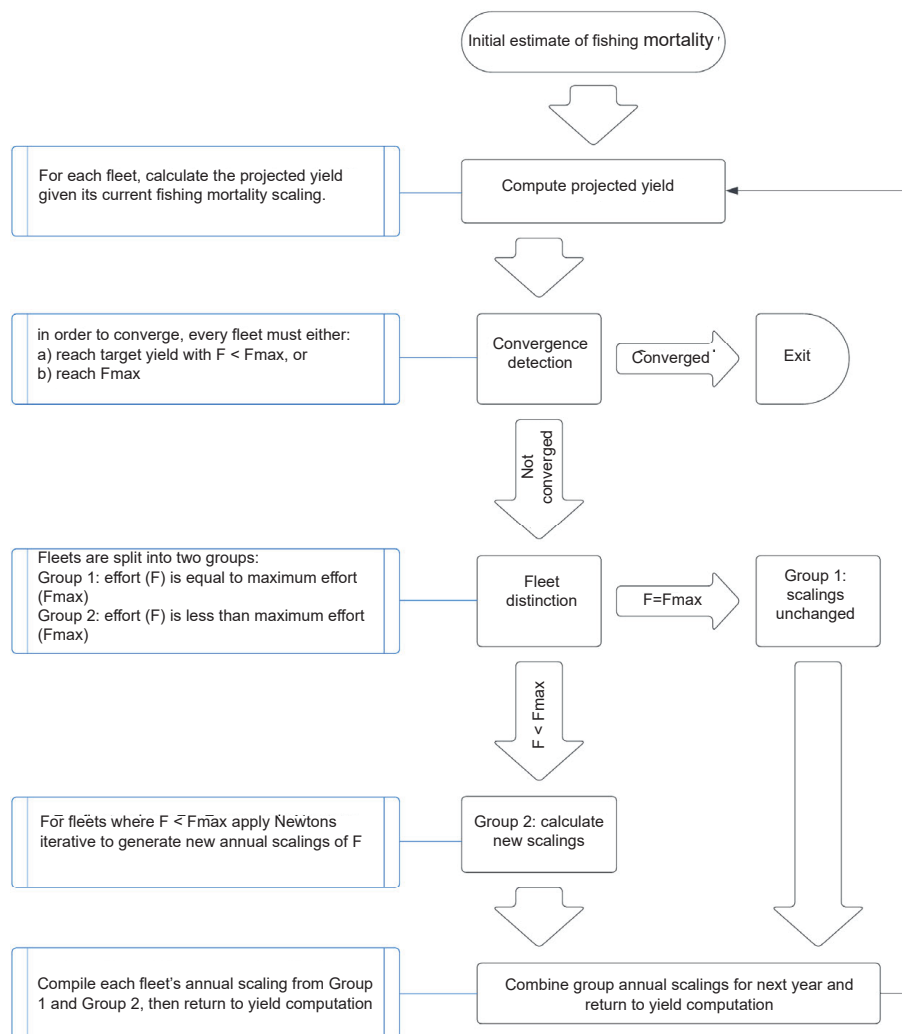 Initial estimate of fishing mortality
For each fleet, calculate the projected yield
given its current fishing mortality scaling.
Compute projected yield
in order to converge, every fleet must either:
a) reach target yield with F < Fmax, or
b) reach Fmax
Convergence
detection
Converged
Exit
Not
converged
Fleets are split into two groups:
Group 1: effort (F) is equal to maximum effort
(Fmax)
Group 2: effort (F) is less than maximum effort
(Fmax)
Fleet
distinction
F=Fmax
Group 1:
scalings
unchanged
F < Fmax
For fleets where F < Fmax apply Newtons
iterative to generate new annual scalings of F
Group 2: calculate
new scalings
Compile each fleet's annual scaling from Group
1 and Group 2, then return to yield computation
Combine group annual scalings for next year and
return to yield computation